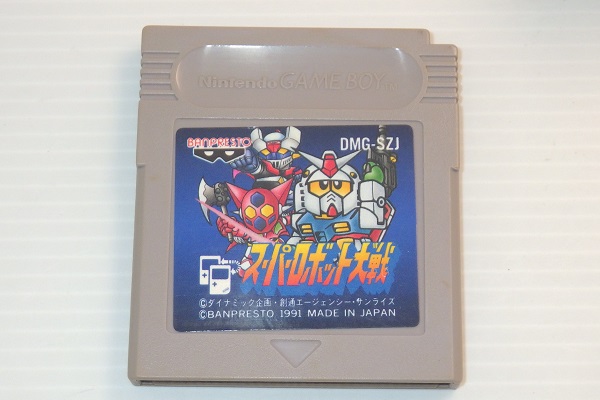 Nintendo GAME BOY™
BANPRESTO
DMG-SZJ
スーパーロボット大戦
©ダイナミック企画・創通エージェンシー・サンライズ
©BANPRESTO 1991 MADE IN JAPAN